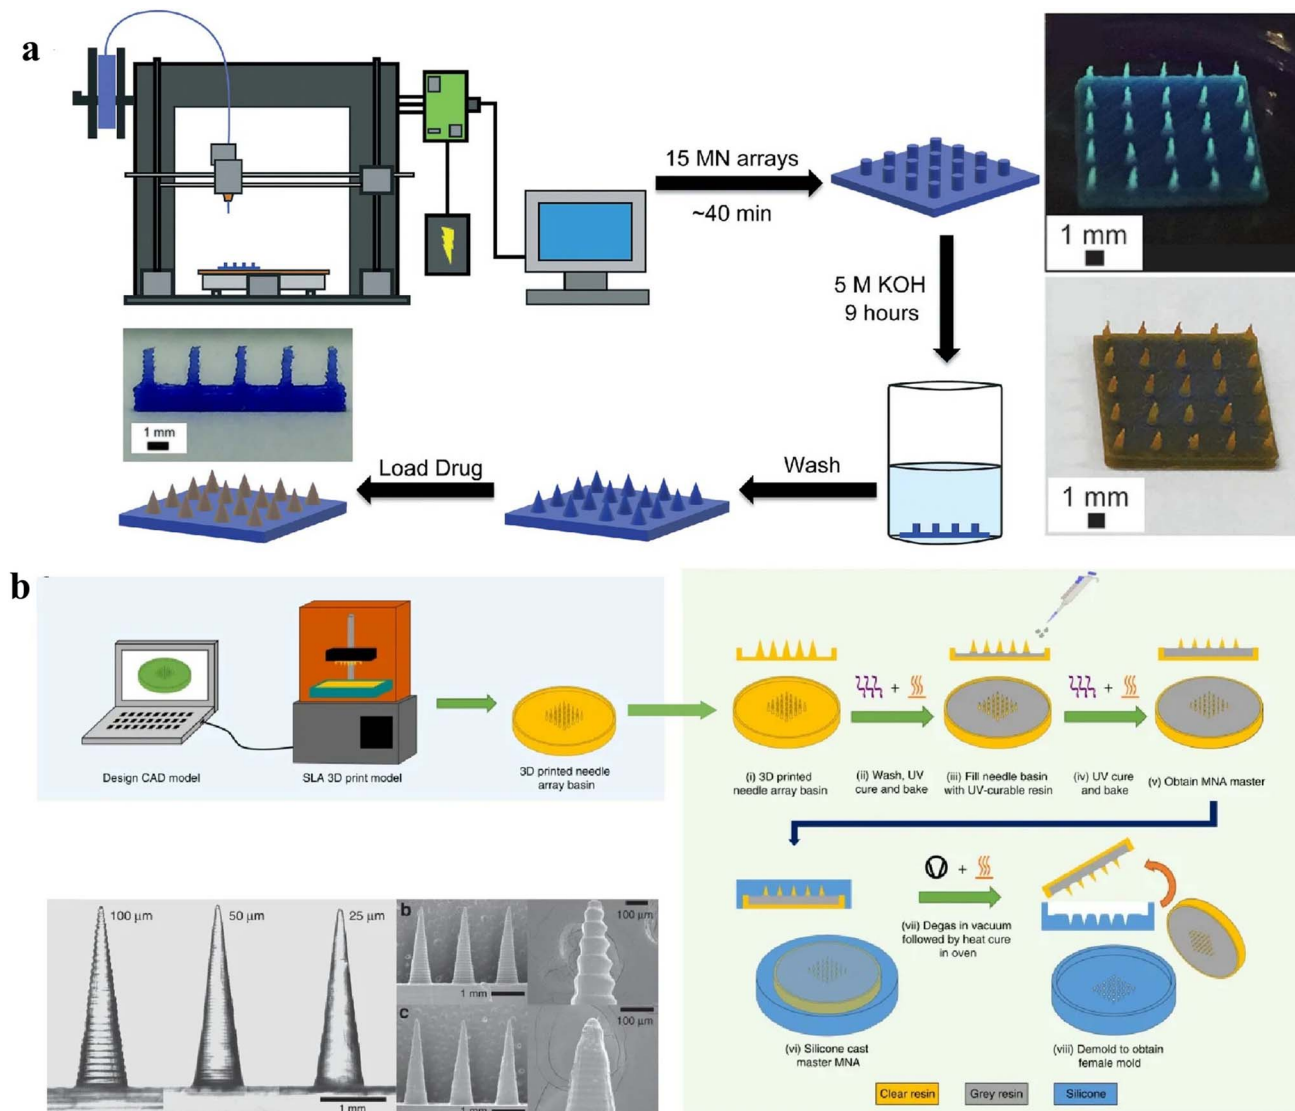 a
15 MN arrays
~40 min
1 mm
5 M KOH
9 hours
1 mm
1 mm
Load Drug
Wash
b
Design CAD model
SLA 3D print model
3D printed needle
array basin
(i) 3D printed
needle array basin
(ii) Wash, UV
cure and bake
(iii) Fill needle basin
with UV-curable resin
(iv) UV cure
and bake
(v) Obtain MNA master
+
+
+
(vii) Degas in vacuum
followed by heat cure
in oven
(vi) Silicone cast
master MNA
(viii) Demold to obtain
female mold
Clear resin
Grey resin
Silicone
100 μm
50 μm
25 μm
1 mm
b
1 mm
100 μm
c
1 mm
100 μm